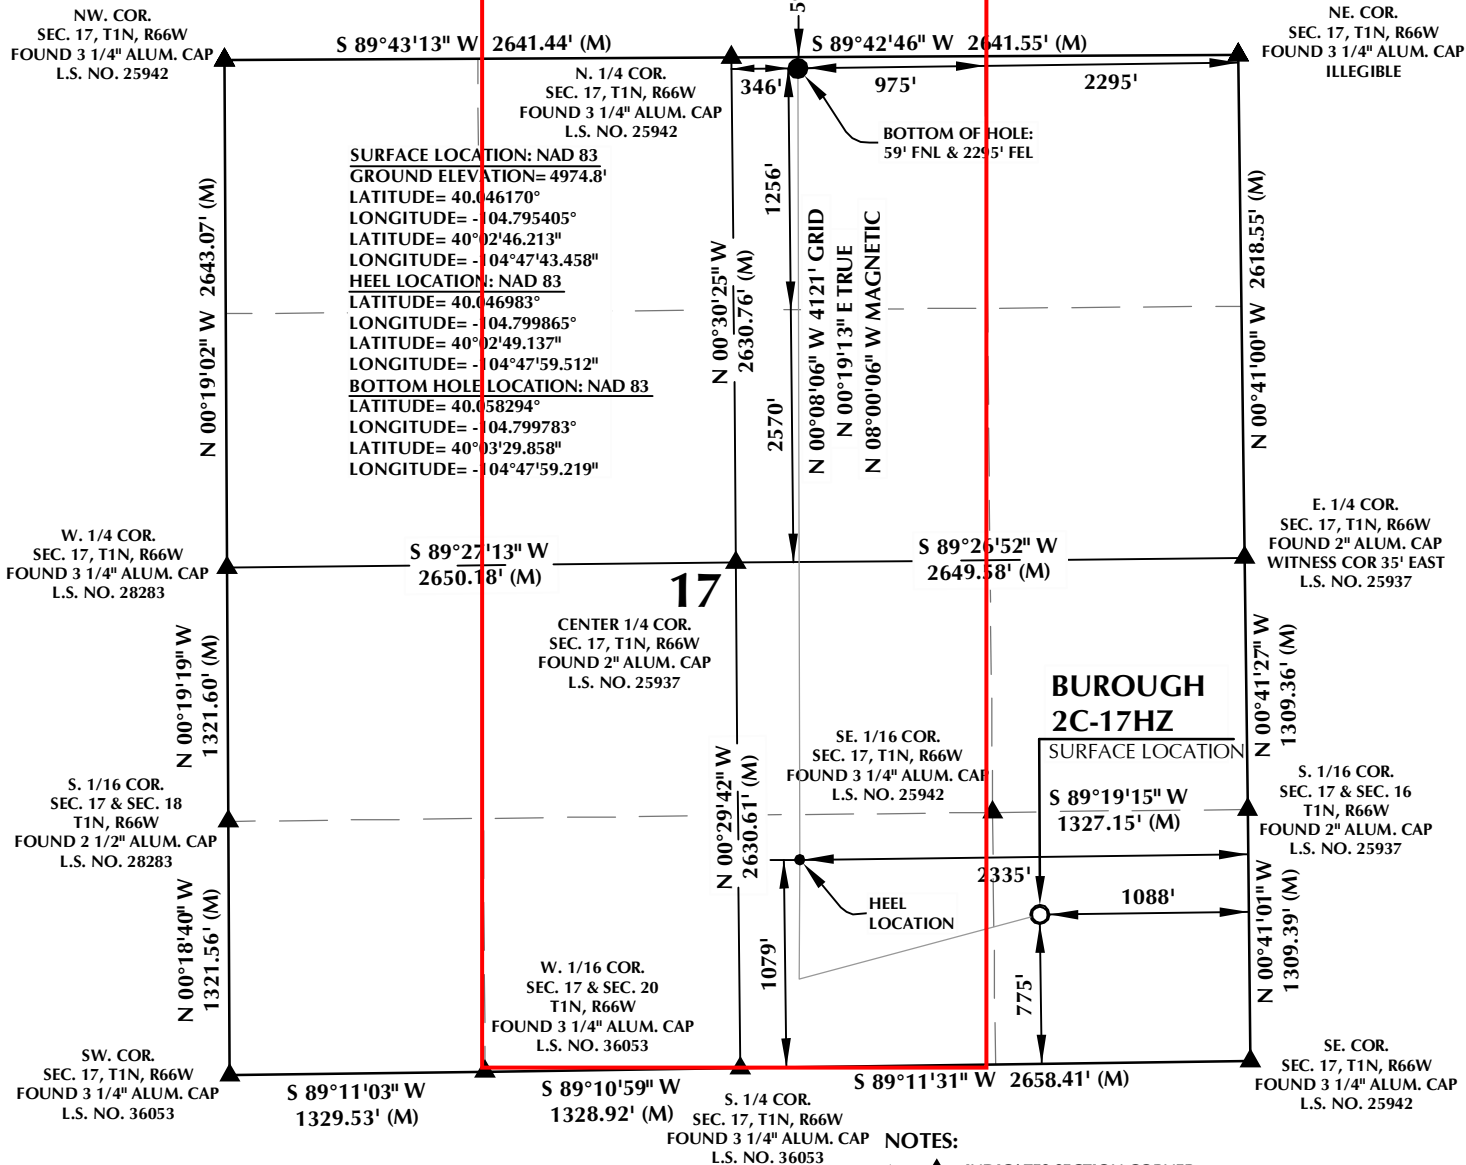 NW. COR.
SEC. 17, T1N, R66W
FOUND 3 1/4" ALUM. CAP
L.S. NO. 25942
S 89°43'13" W 2641.44' (M)
5
S 89°42'46" W 2641.55' (M)
NE. COR.
SEC. 17, T1N, R66W
FOUND 3 1/4" ALUM. CAP
ILLEGIBLE
N. 1/4 COR.
SEC. 17, T1N, R66W
FOUND 3 1/4" ALUM. CAP
L.S. NO. 25942
346'
975'
2295'
BOTTOM OF HOLE:
59' FNL & 2295' FEL
SURFACE LOCATION: NAD 83
GROUND ELEVATION= 4974.8'
LATITUDE= 40.046170°
LONGITUDE= -104.795405°
LATITUDE= 40°02'46.213"
LONGITUDE= -104°47'43.458"
HEEL LOCATION: NAD 83
LATITUDE= 40.046983°
LONGITUDE= -104.799865°
LATITUDE= 40°02'49.137"
LONGITUDE= -104°47'59.512"
BOTTOM HOLE LOCATION: NAD 83
LATITUDE= 40.058294°
LONGITUDE= -104.799783°
LATITUDE= 40°03'29.858"
LONGITUDE= -104°47'59.219"
N 00°19'02" W 2643.07' (M)
N 00°30'25" W
2630.76' (M)
1256'
2570'
N 00°08'06" W 4121' GRID
N 00°19'13" E TRUE
N 08°00'06" W MAGNETIC
N 00°41'00" W 2618.55' (M)
W. 1/4 COR.
SEC. 17, T1N, R66W
FOUND 3 1/4" ALUM. CAP
L.S. NO. 28283
S 89°27'13" W
2650.18' (M)
S 89°26'52" W
2649.58' (M)
E. 1/4 COR.
SEC. 17, T1N, R66W
FOUND 2" ALUM. CAP
WITNESS COR 35' EAST
L.S. NO. 25937
17
CENTER 1/4 COR.
SEC. 17, T1N, R66W
FOUND 2" ALUM. CAP
L.S. NO. 25937
N 00°19'19" W
1321.60' (M)
BUROUGH
2C-17HZ
SURFACE LOCATION
N 00°41'27" W
1309.36' (M)
SE. 1/16 COR.
SEC. 17, T1N, R66W
FOUND 3 1/4" ALUM. CAP
L.S. NO. 25942
S. 1/16 COR.
SEC. 17 & SEC. 18
T1N, R66W
FOUND 2 1/2" ALUM. CAP
L.S. NO. 28283
N 00°29'42" W
2630.61' (M)
S 89°19'15" W
1327.15' (M)
S. 1/16 COR.
SEC. 17 & SEC. 16
T1N, R66W
FOUND 2" ALUM. CAP
L.S. NO. 25937
2335'
1088'
HEEL
LOCATION
N 00°18'40" W
1321.56' (M)
1079'
775'
N 00°41'01" W
1309.39' (M)
W. 1/16 COR.
SEC. 17 & SEC. 20
T1N, R66W
FOUND 3 1/4" ALUM. CAP
L.S. NO. 36053
SW. COR.
SEC. 17, T1N, R66W
FOUND 3 1/4" ALUM. CAP
L.S. NO. 36053
S 89°11'03" W
1329.53' (M)
S 89°10'59" W
1328.92' (M)
S 89°11'31" W 2658.41' (M)
SE. COR.
SEC. 17, T1N, R66W
FOUND 3 1/4" ALUM. CAP
L.S. NO. 25942
S. 1/4 COR.
SEC. 17, T1N, R66W
FOUND 3 1/4" ALUM. CAP
L.S. NO. 36053
NOTES:
INDICATES SECTION CORNER